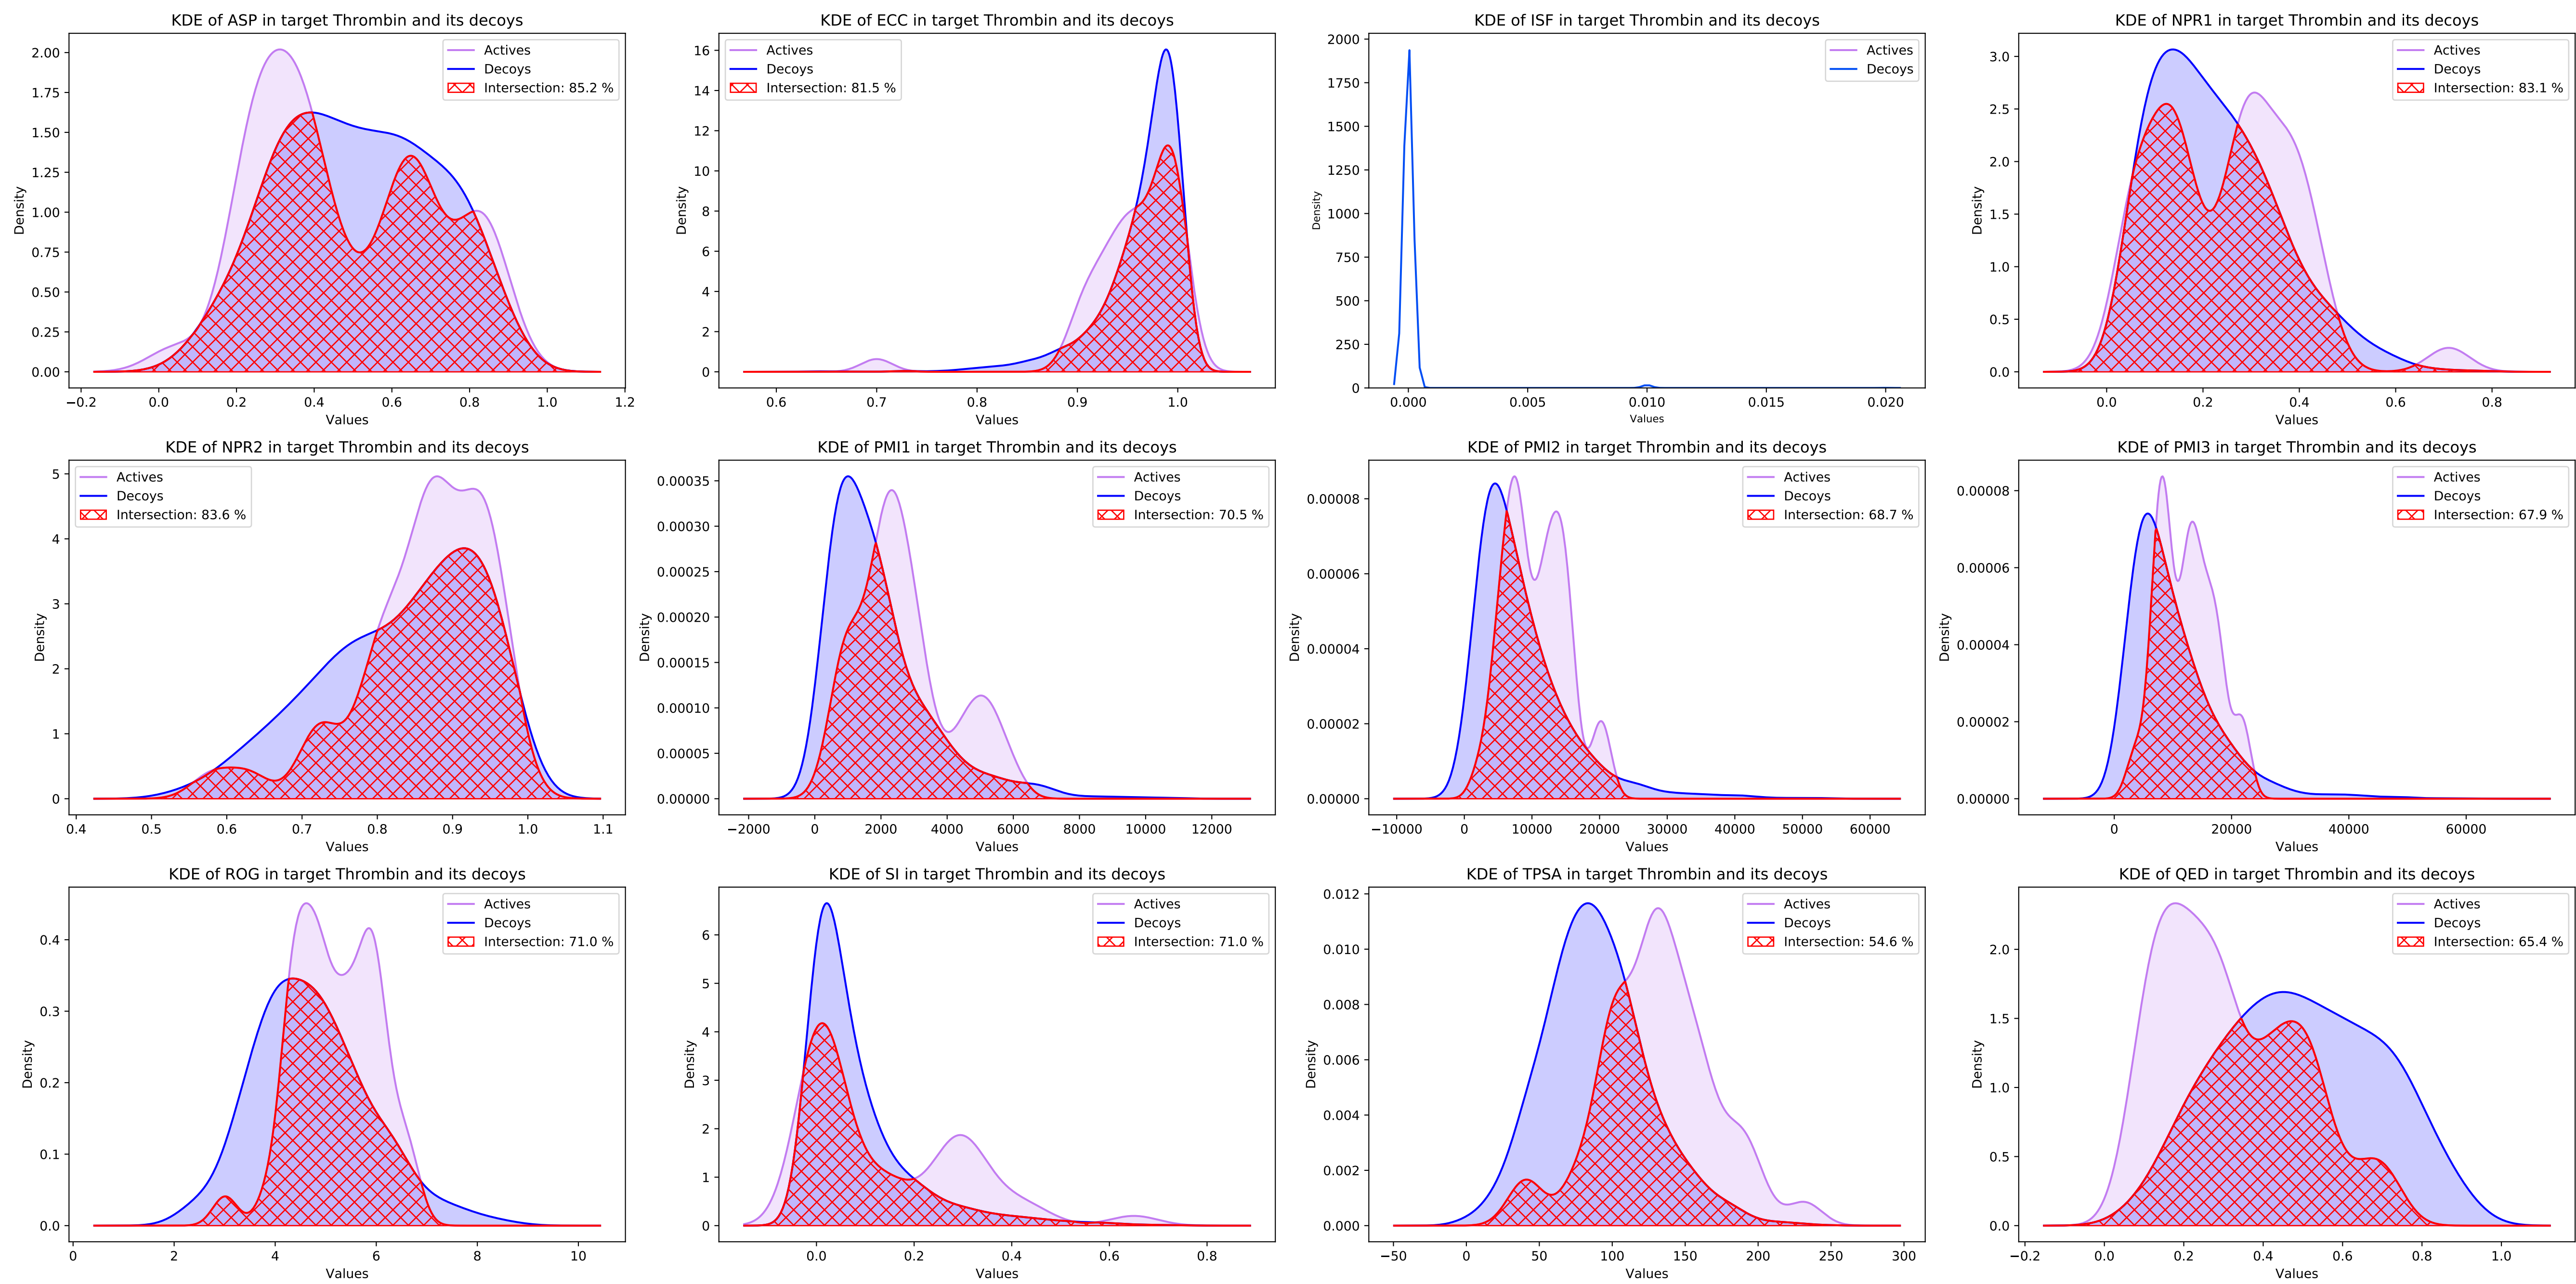 KDE of ASP in target Thrombin and its decoys
Actives
Decoys
Intersection: 85.2 %
Density
2.00
1.75
1.50
1.25
1.00
0.75
0.50
0.25
0.00
−0.2 0.0 0.2 0.4 0.6 0.8 1.0 1.2
Values
KDE of ECC in target Thrombin and its decoys
Actives
Decoys
Intersection: 81.5 %
Density
16
14
12
10
8
6
4
2
0
0.6 0.7 0.8 0.9 1.0
Values
KDE of ISF in target Thrombin and its decoys
Actives
Decoys
Density
2000
1750
1500
1250
1000
750
500
250
0
0.000 0.005 0.010 0.015 0.020
Values
KDE of NPR1 in target Thrombin and its decoys
Actives
Decoys
Intersection: 83.1 %
Density
3.0
2.5
2.0
1.5
1.0
0.5
0.0
0.0 0.2 0.4 0.6 0.8
Values
KDE of NPR2 in target Thrombin and its decoys
Actives
Decoys
Intersection: 83.6 %
Density
5
4
3
2
1
0
0.4 0.5 0.6 0.7 0.8 0.9 1.0 1.1
Values
KDE of PMI1 in target Thrombin and its decoys
Actives
Decoys
Intersection: 70.5 %
Density
0.00035
0.00030
0.00025
0.00020
0.00015
0.00010
0.00005
0.00000
−2000 0 2000 4000 6000 8000 10000 12000
Values
KDE of PMI2 in target Thrombin and its decoys
Actives
Decoys
Intersection: 68.7 %
Density
0.00008
0.00006
0.00004
0.00002
0.00000
−10000 0 10000 20000 30000 40000 50000 60000
Values
KDE of PMI3 in target Thrombin and its decoys
Actives
Decoys
Intersection: 67.9 %
Density
0.00008
0.00006
0.00004
0.00002
0.00000
0 20000 40000 60000
Values
KDE of ROG in target Thrombin and its decoys
Actives
Decoys
Intersection: 71.0 %
Density
0.4
0.3
0.2
0.1
0.0
0 2 4 6 8 10
Values
KDE of SI in target Thrombin and its decoys
Actives
Decoys
Intersection: 71.0 %
Density
6
5
4
3
2
1
0
0.0 0.2 0.4 0.6 0.8
Values
KDE of TPSA in target Thrombin and its decoys
Actives
Decoys
Intersection: 54.6 %
Density
0.012
0.010
0.008
0.006
0.004
0.002
0.000
−50 0 50 100 150 200 250 300
Values
KDE of QED in target Thrombin and its decoys
Actives
Decoys
Intersection: 65.4 %
Density
2.0
1.5
1.0
0.5
0.0
−0.2 0.0 0.2 0.4 0.6 0.8 1.0
Values